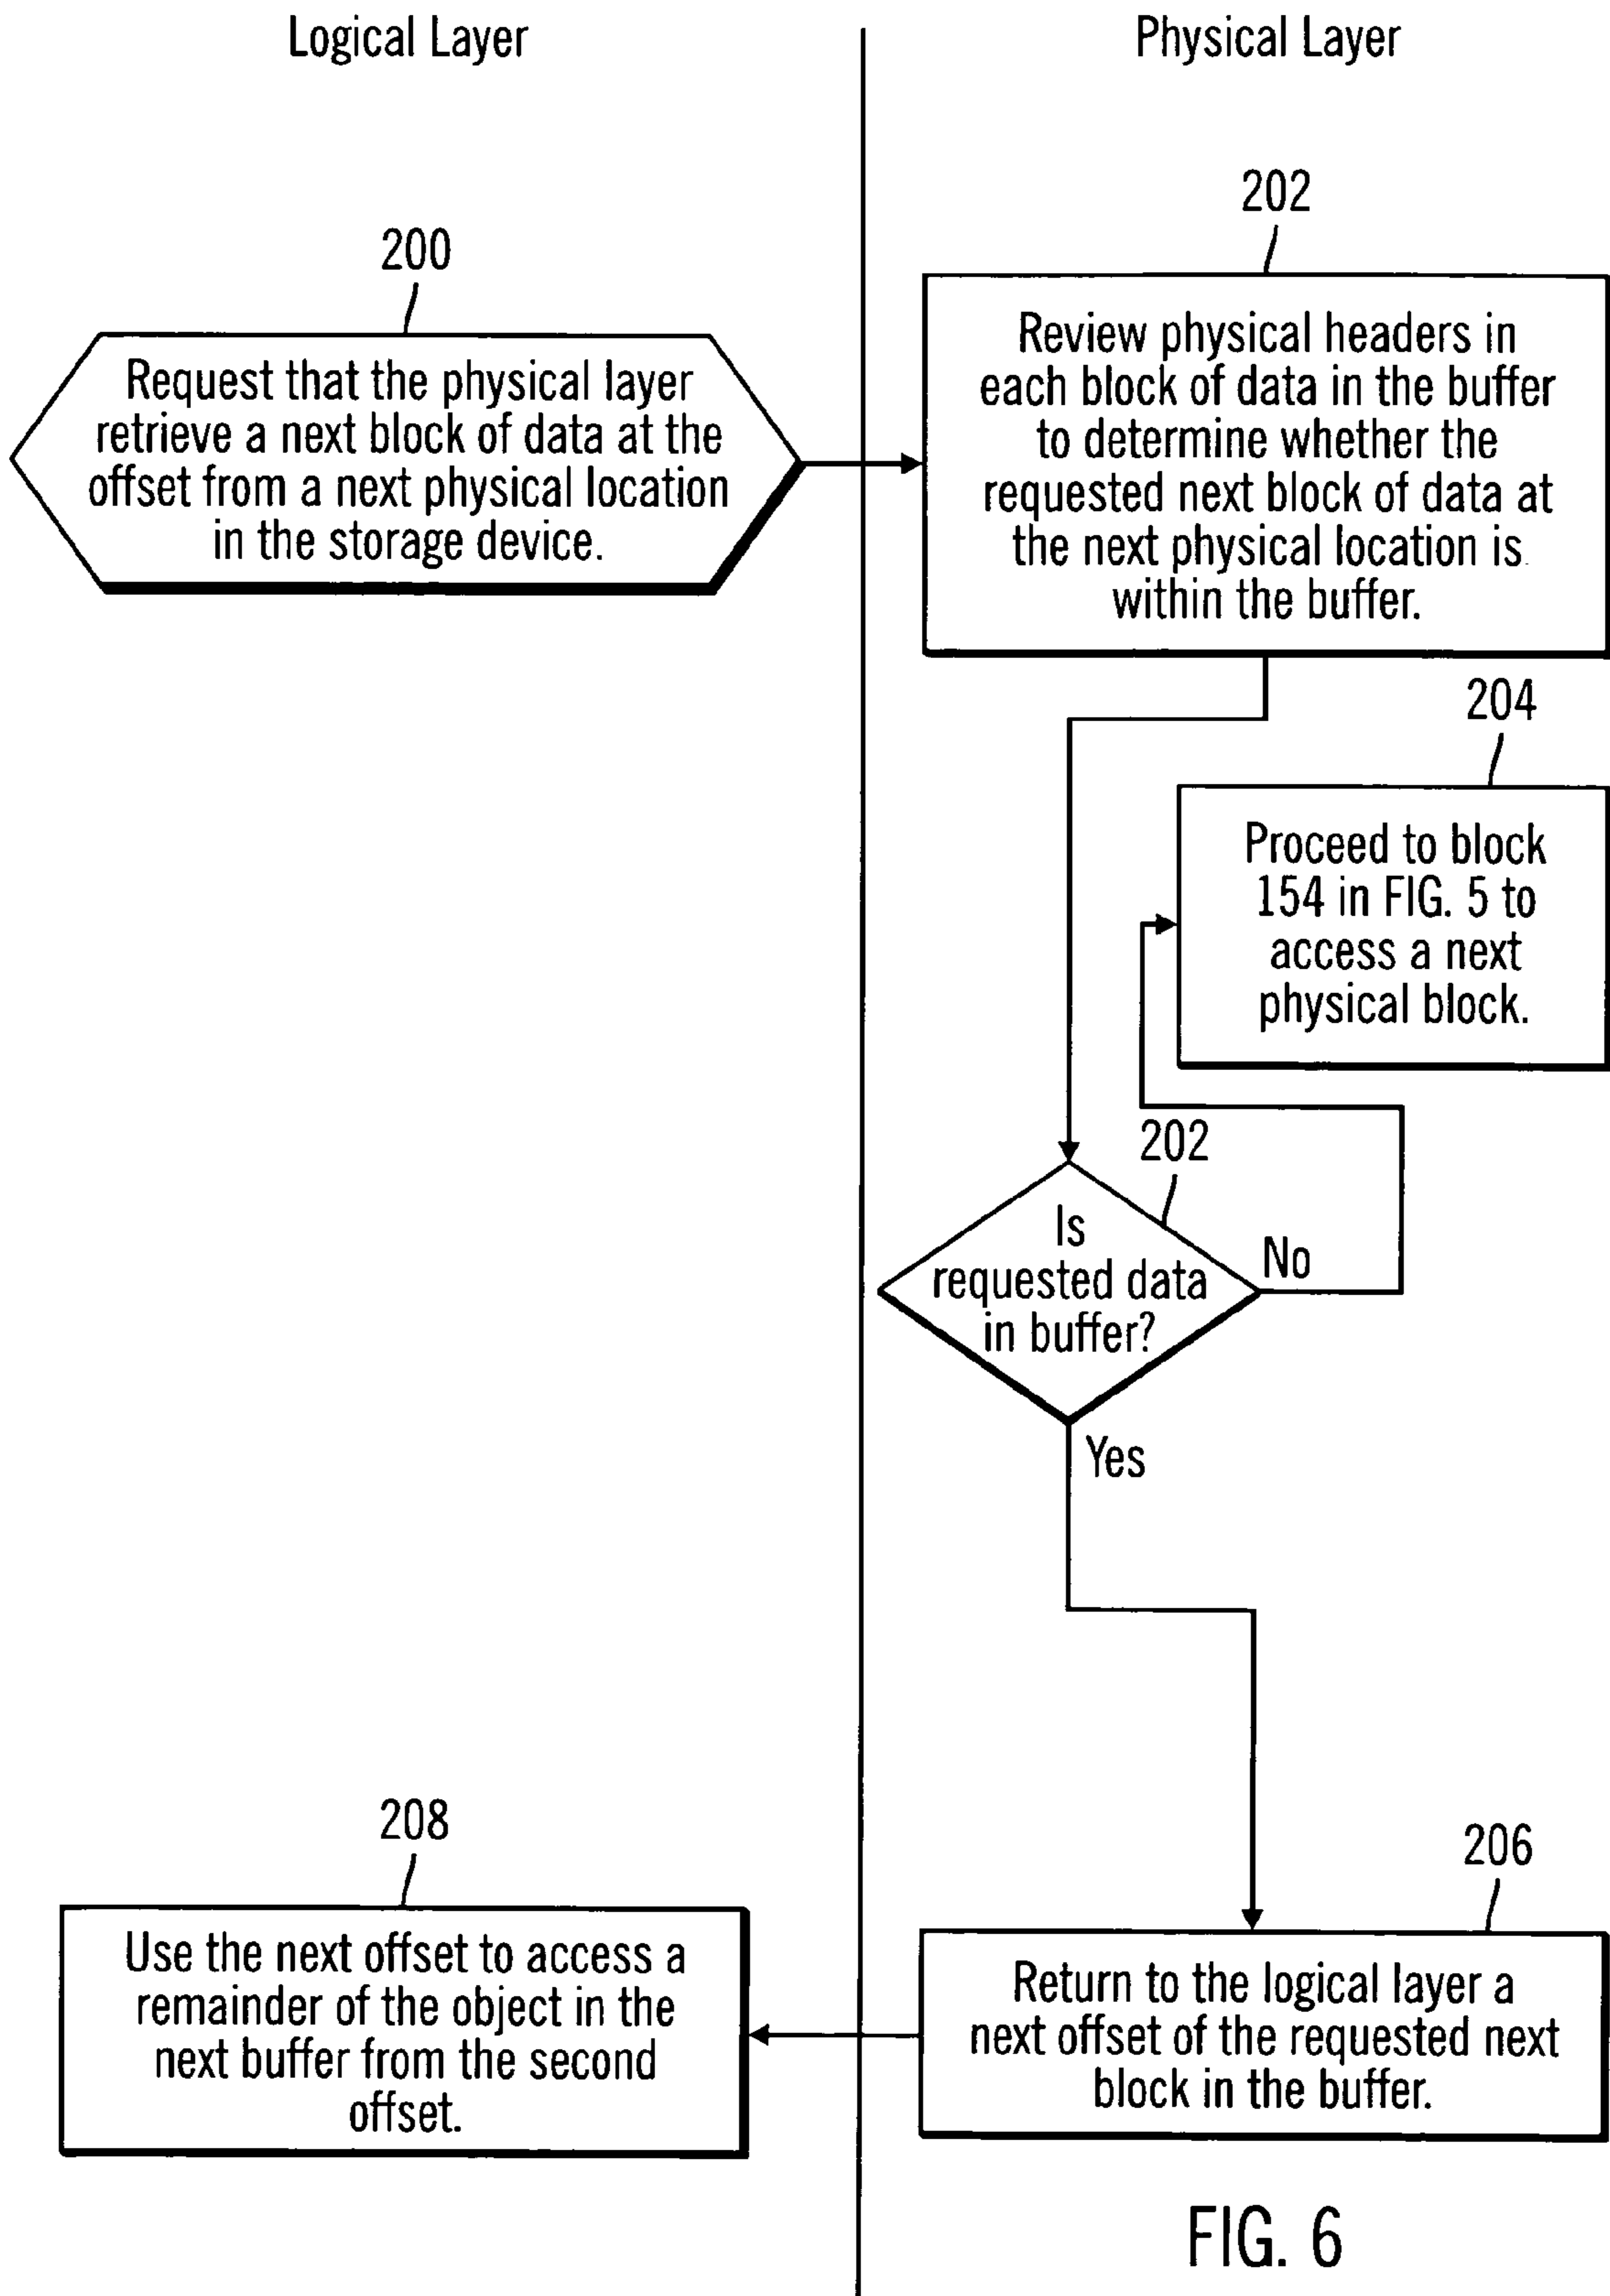 Logical Layer
Physical Layer
200
Request that the physical layer
retrieve a next block of data at the
offset from a next physical location
in the storage device.
202
Review physical headers in
each block of data in the buffer
to determine whether the
requested next block of data at
the next physical location is
within the buffer.
204
Proceed to block
154 in FIG. 5 to
access a next
physical block.
202
Is
requested data
in buffer?
No
Yes
206
Return to the logical layer a
next offset of the requested next
block in the buffer.
208
Use the next offset to access a
remainder of the object in the
next buffer from the second
offset.
FIG. 6